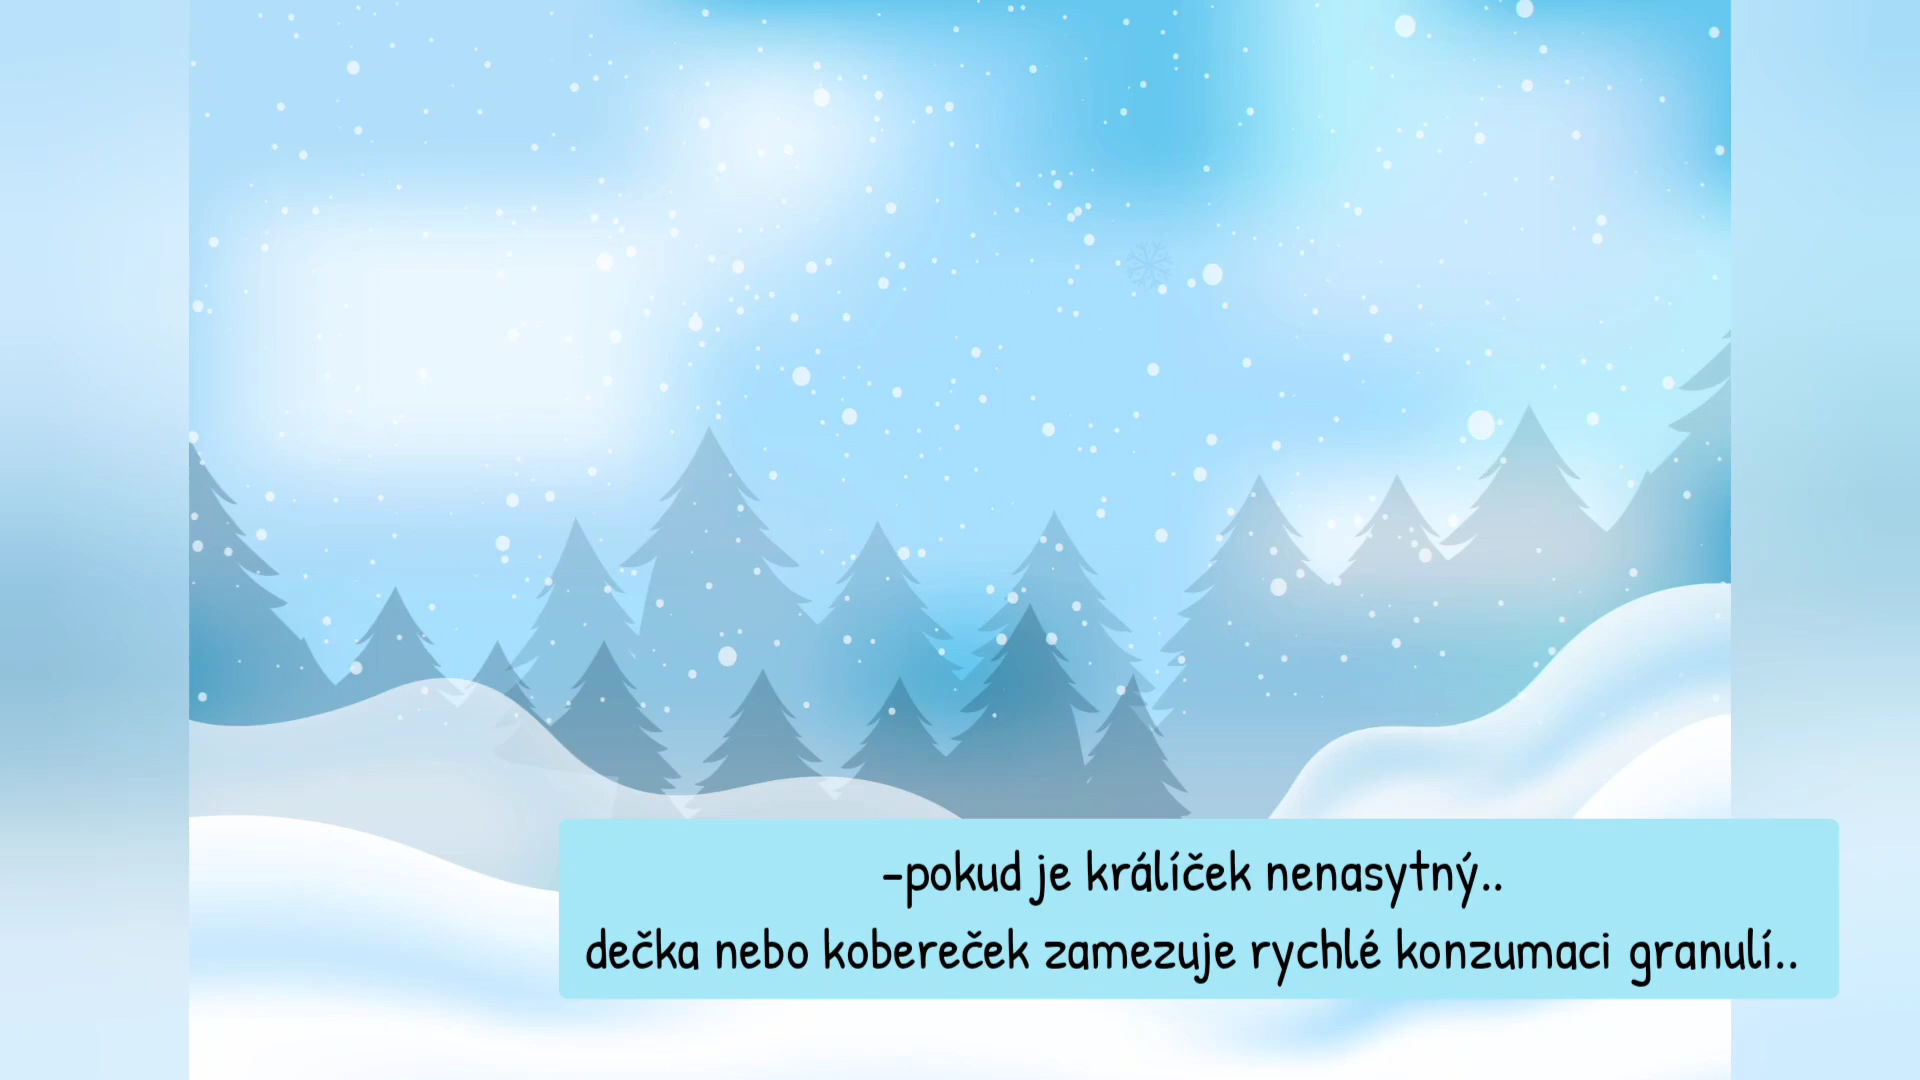 -pokud je králíček nenasytný..
dečka nebo kobereček zamezuje rychlé konzumaci granulí..